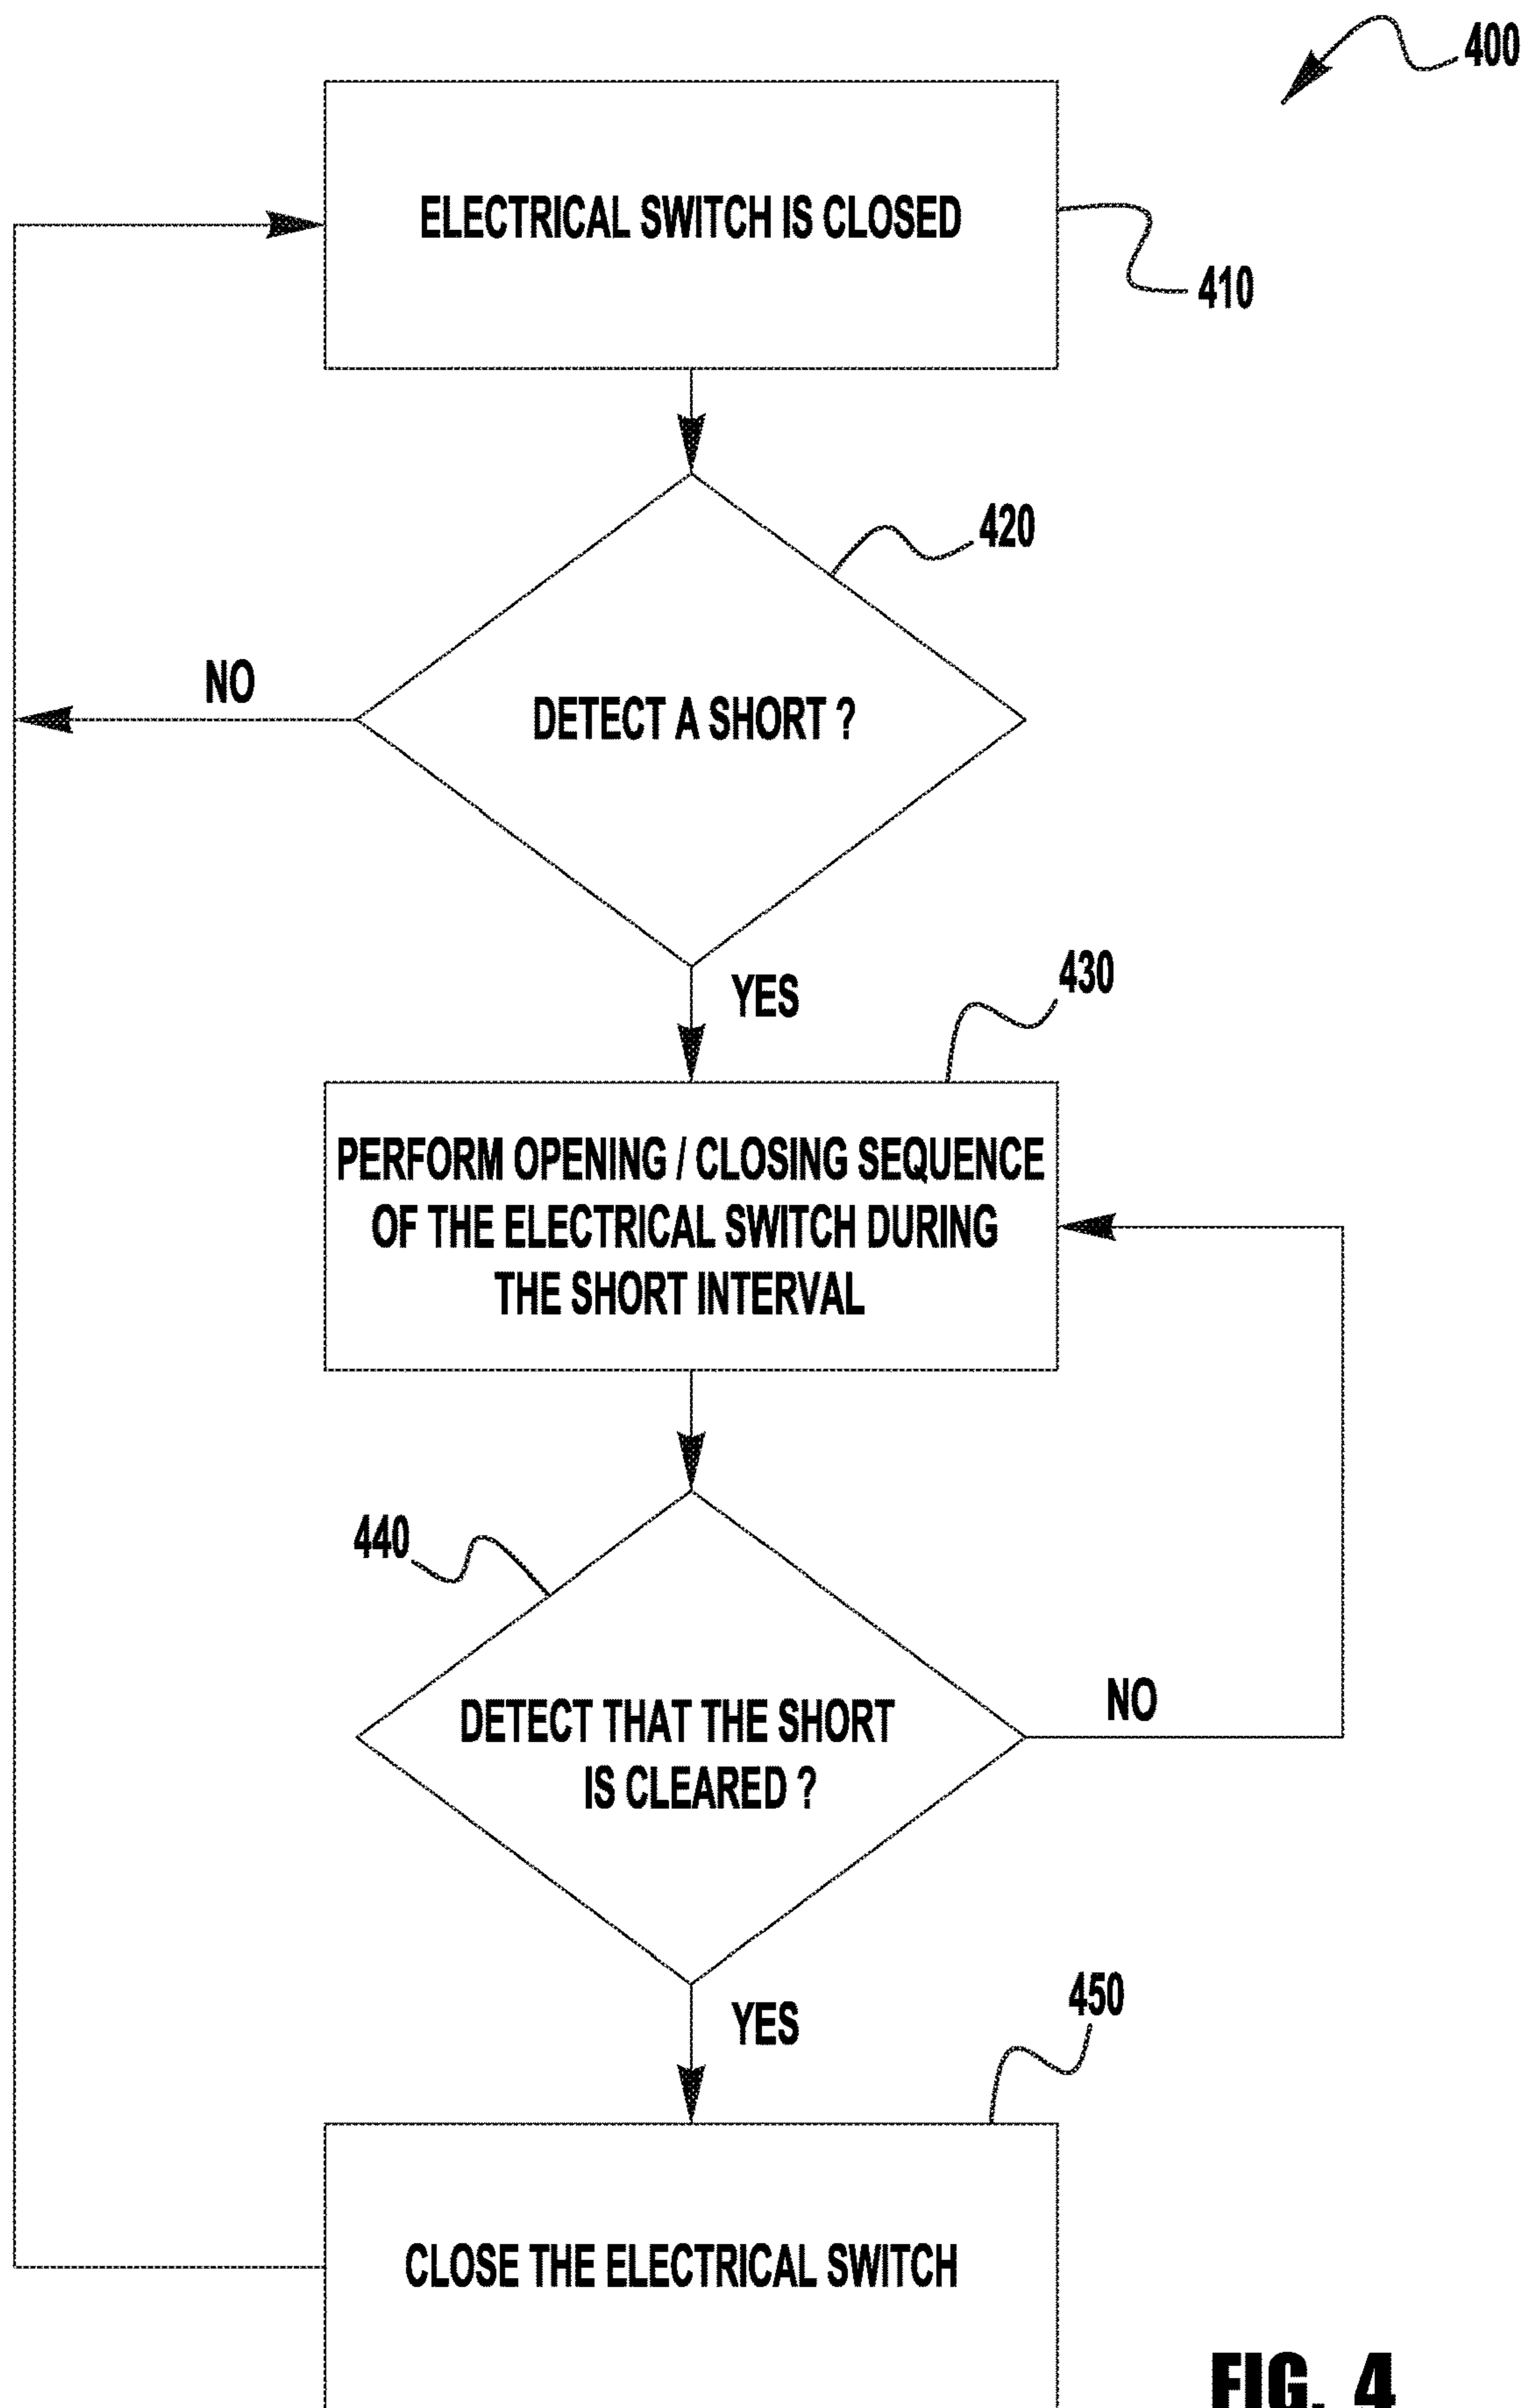 400
ELECTRICAL SWITCH IS CLOSED
410
420
NO
DETECT A SHORT ?
YES
430
PERFORM OPENING / CLOSING SEQUENCE
OF THE ELECTRICAL SWITCH DURING
THE SHORT INTERVAL
440
DETECT THAT THE SHORT
IS CLEARED ?
NO
YES
450
CLOSE THE ELECTRICAL SWITCH
FIG. 4